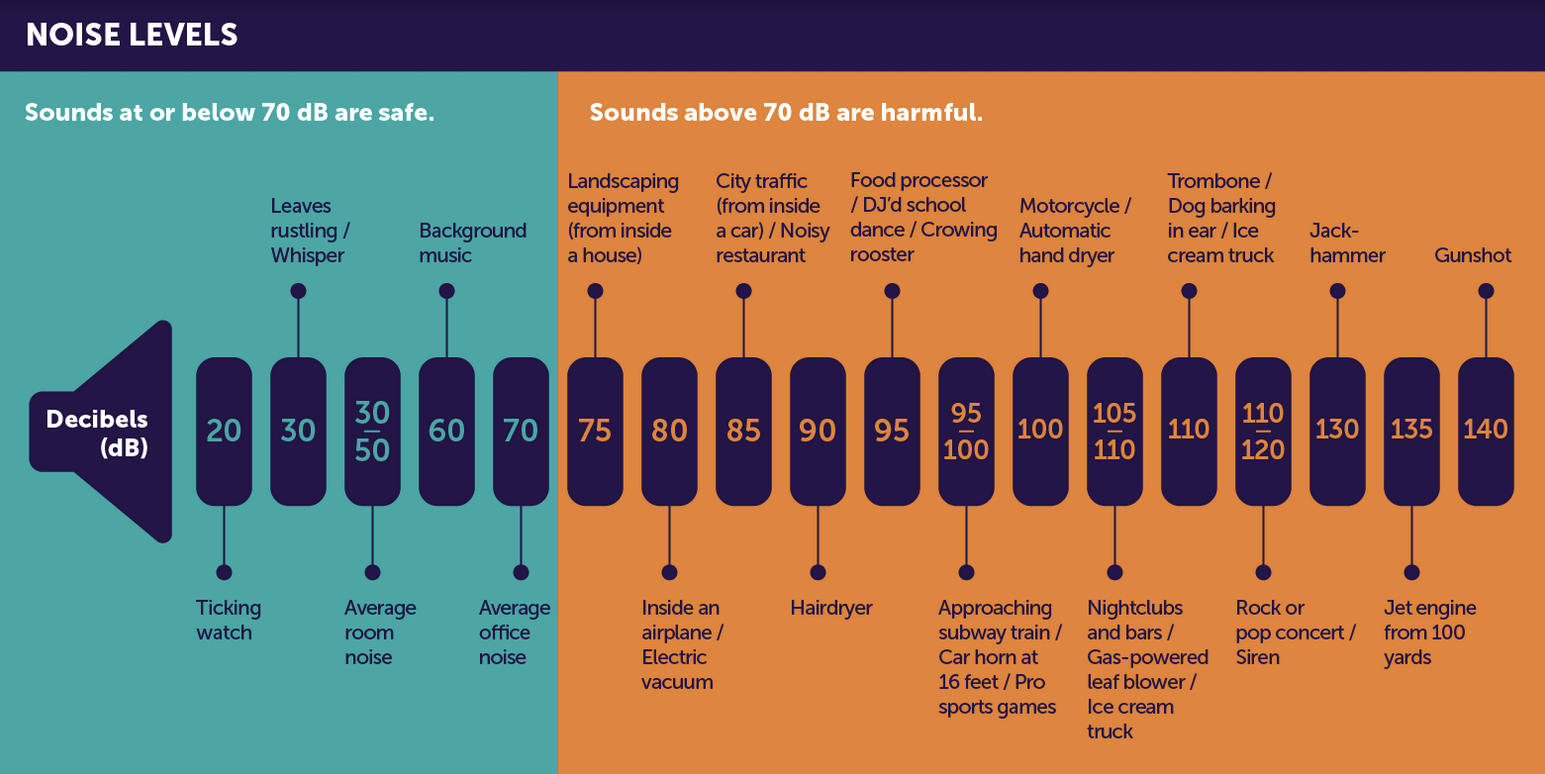 NOISE LEVELS
Sounds at or below 70 dB are safe.
Sounds above 70 dB are harmful.
Leaves
rustling /
Whisper
Background
music
Landscaping
equipment
(from inside
a house)
City traffic
(from inside
a car) / Noisy
restaurant
Food processor
/ DJ’d school
dance / Crowing
rooster
Motorcycle /
Automatic
hand dryer
Trombone /
Dog barking
in ear / Ice
cream truck
Jack-
hammer
Gunshot
Decibels
(dB)
20
30
30
50
60
70
75
80
85
90
95
95
100
100
105
110
110
110
120
130
135
140
Ticking
watch
Average
room
noise
Average
office
noise
Inside an
airplane /
Electric
vacuum
Hairdryer
Approaching
subway train /
Car horn at
16 feet / Pro
sports games
Nightclubs
and bars /
Gas-powered
leaf blower /
Ice cream
truck
Rock or
pop concert /
Siren
Jet engine
from 100
yards